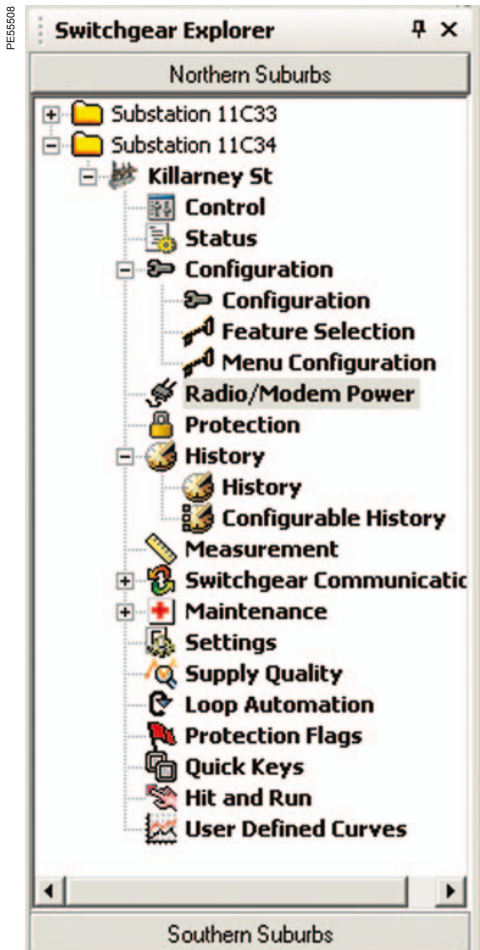 PE55508
Switchgear Explorer
Northern Suburbs
Substation 11C33
Substation 11C34
Killarney St
Control
Status
Configuration
Configuration
Feature Selection
Menu Configuration
Radio/Modem Power
Protection
History
History
Configurable History
Measurement
Switchgear Communicatic
Maintenance
Settings
Supply Quality
Loop Automation
Protection Flags
Quick Keys
Hit and Run
User Defined Curves
Southern Suburbs